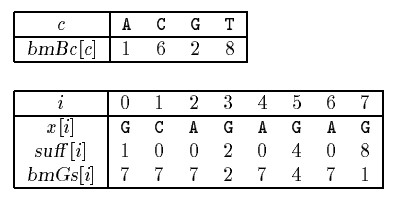 c A C G T
bmBc[c] 1 6 2 8
i 0 1 2 3 4 5 6 7
x[i] G C A G A G A G
suff[i] 1 0 0 2 0 4 0 8
bmGs[i] 7 7 7 2 7 4 7 1